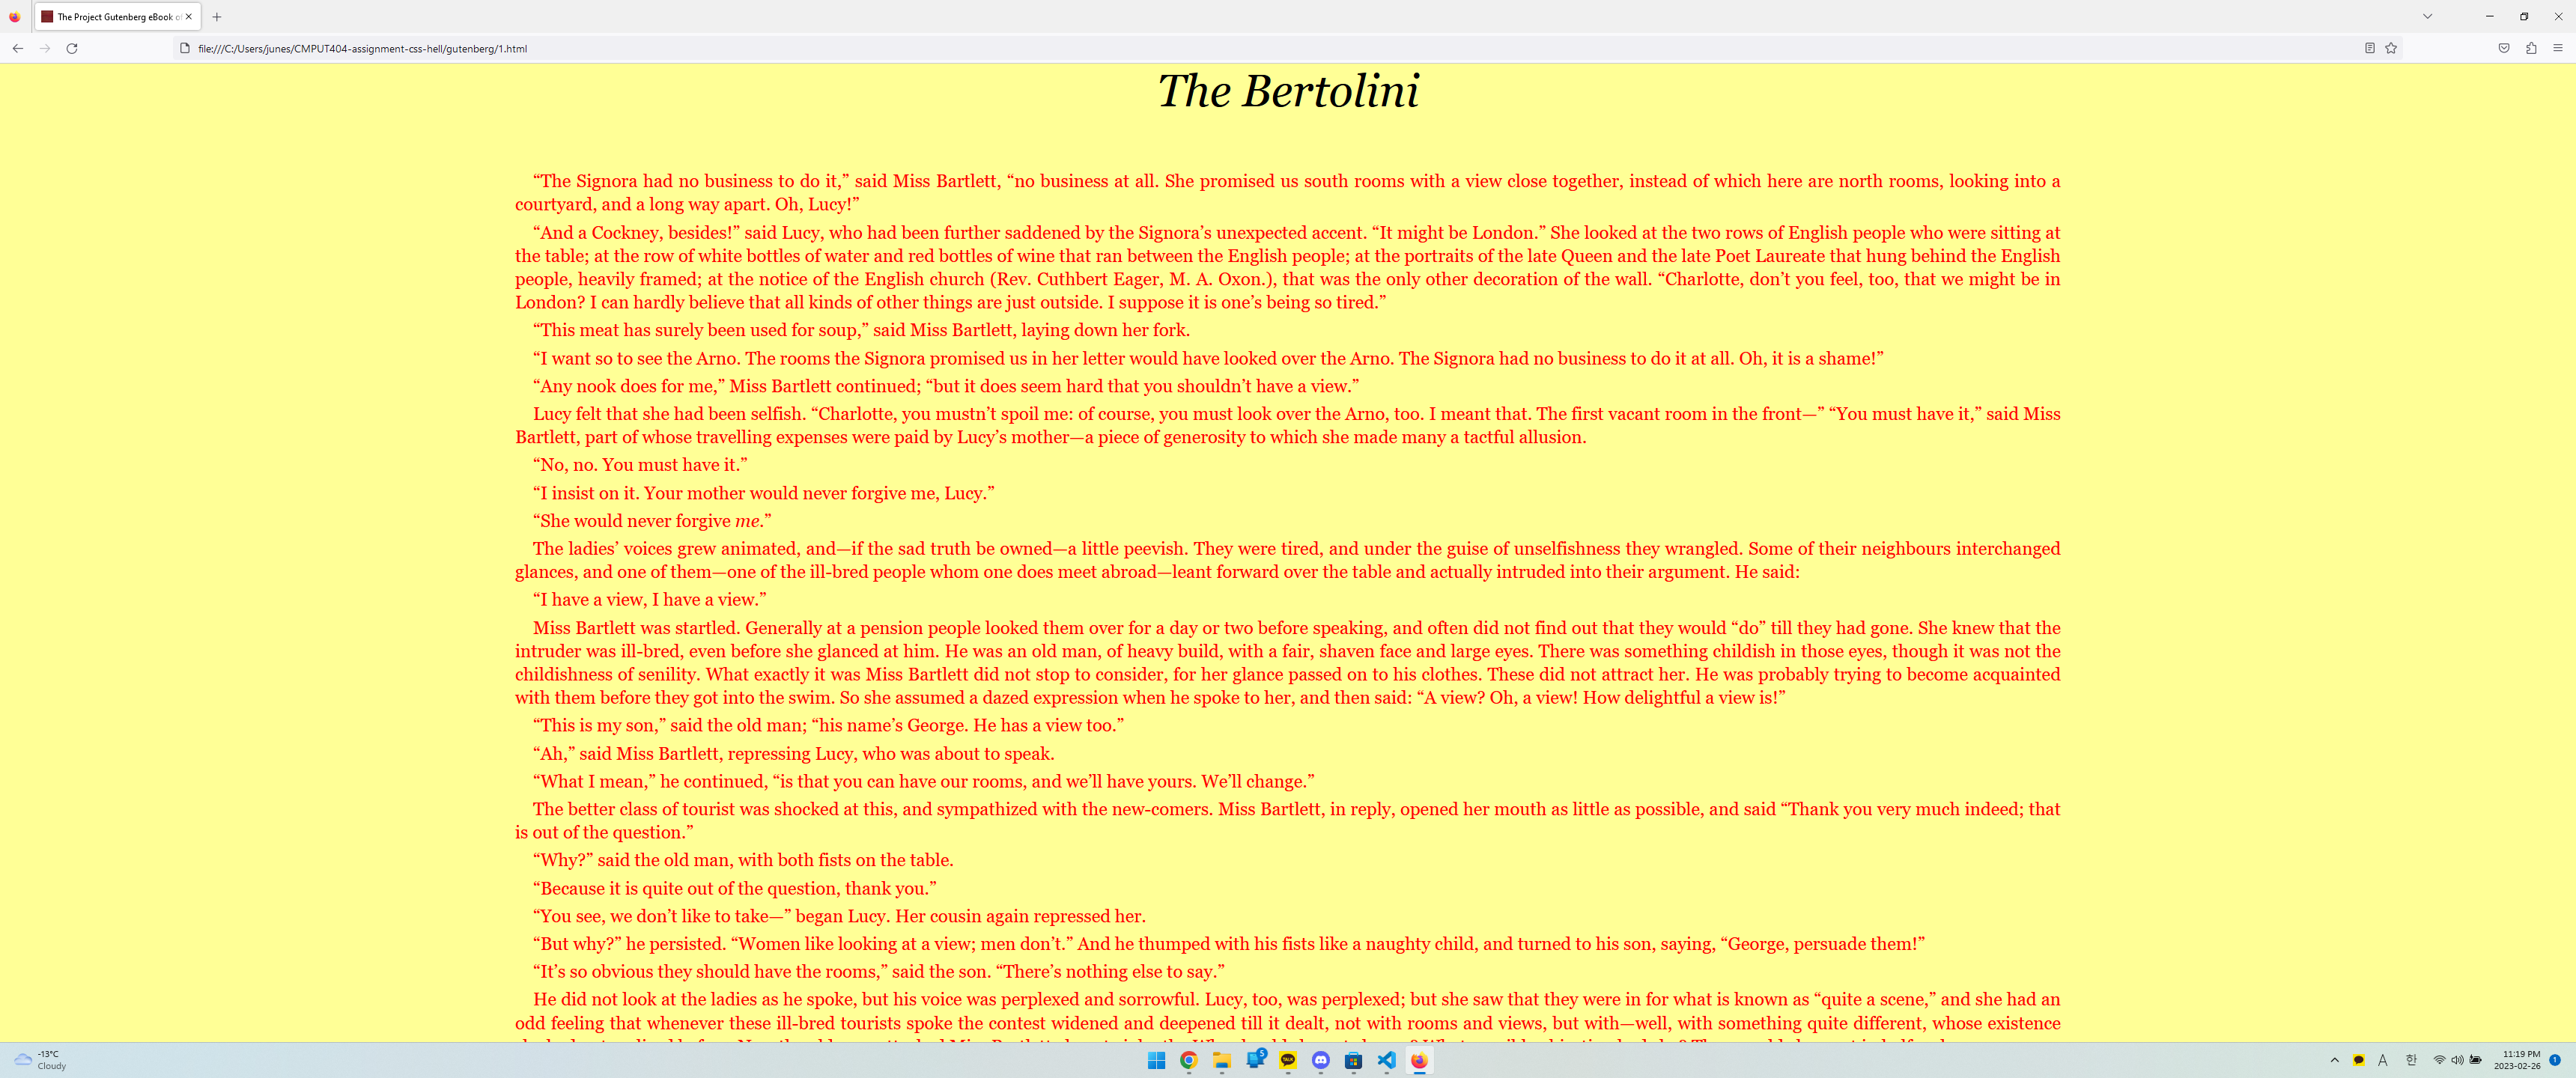 The Project Gutenberg eBook of
file:///C:/Users/junes/CMPUT404-assignment-css-hell/gutenberg/1.html
The Bertolini
“The Signora had no business to do it,” said Miss Bartlett, “no business at all. She promised us south rooms with a view close together, instead of which here are north rooms, looking into a
courtyard, and a long way apart. Oh, Lucy!”
“And a Cockney, besides!” said Lucy, who had been further saddened by the Signora’s unexpected accent. “It might be London.” She looked at the two rows of English people who were sitting at
the table; at the row of white bottles of water and red bottles of wine that ran between the English people; at the portraits of the late Queen and the late Poet Laureate that hung behind the English
people, heavily framed; at the notice of the English church (Rev. Cuthbert Eager, M. A. Oxon.), that was the only other decoration of the wall. “Charlotte, don’t you feel, too, that we might be in
London? I can hardly believe that all kinds of other things are just outside. I suppose it is one’s being so tired.”
“This meat has surely been used for soup,” said Miss Bartlett, laying down her fork.
“I want so to see the Arno. The rooms the Signora promised us in her letter would have looked over the Arno. The Signora had no business to do it at all. Oh, it is a shame!”
“Any nook does for me,” Miss Bartlett continued; “but it does seem hard that you shouldn’t have a view.”
Lucy felt that she had been selfish. “Charlotte, you mustn’t spoil me: of course, you must look over the Arno, too. I meant that. The first vacant room in the front—” “You must have it,” said Miss
Bartlett, part of whose travelling expenses were paid by Lucy’s mother—a piece of generosity to which she made many a tactful allusion.
“No, no. You must have it.”
“I insist on it. Your mother would never forgive me, Lucy.”
“She would never forgive me.”
The ladies’ voices grew animated, and—if the sad truth be owned—a little peevish. They were tired, and under the guise of unselfishness they wrangled. Some of their neighbours interchanged
glances, and one of them—one of the ill-bred people whom one does meet abroad—leant forward over the table and actually intruded into their argument. He said:
“I have a view, I have a view.”
Miss Bartlett was startled. Generally at a pension people looked them over for a day or two before speaking, and often did not find out that they would “do” till they had gone. She knew that the
intruder was ill-bred, even before she glanced at him. He was an old man, of heavy build, with a fair, shaven face and large eyes. There was something childish in those eyes, though it was not the
childishness of senility. What exactly it was Miss Bartlett did not stop to consider, for her glance passed on to his clothes. These did not attract her. He was probably trying to become acquainted
with them before they got into the swim. So she assumed a dazed expression when he spoke to her, and then said: “A view? Oh, a view! How delightful a view is!”
“This is my son,” said the old man; “his name’s George. He has a view too.”
“Ah,” said Miss Bartlett, repressing Lucy, who was about to speak.
“What I mean,” he continued, “is that you can have our rooms, and we’ll have yours. We’ll change.”
The better class of tourist was shocked at this, and sympathized with the new-comers. Miss Bartlett, in reply, opened her mouth as little as possible, and said “Thank you very much indeed; that
is out of the question.”
“Why?” said the old man, with both fists on the table.
“Because it is quite out of the question, thank you.”
“You see, we don’t like to take—” began Lucy. Her cousin again repressed her.
“But why?” he persisted. “Women like looking at a view; men don’t.” And he thumped with his fists like a naughty child, and turned to his son, saying, “George, persuade them!”
“It’s so obvious they should have the rooms,” said the son. “There’s nothing else to say.”
He did not look at the ladies as he spoke, but his voice was perplexed and sorrowful. Lucy, too, was perplexed; but she saw that they were in for what is known as “quite a scene,” and she had an
odd feeling that whenever these ill-bred tourists spoke the contest widened and deepened till it dealt, not with rooms and views, but with—well, with something quite different, whose existence
-13°C
Cloudy
5
TALK
A
한
11:19 PM
2023-02-26
1